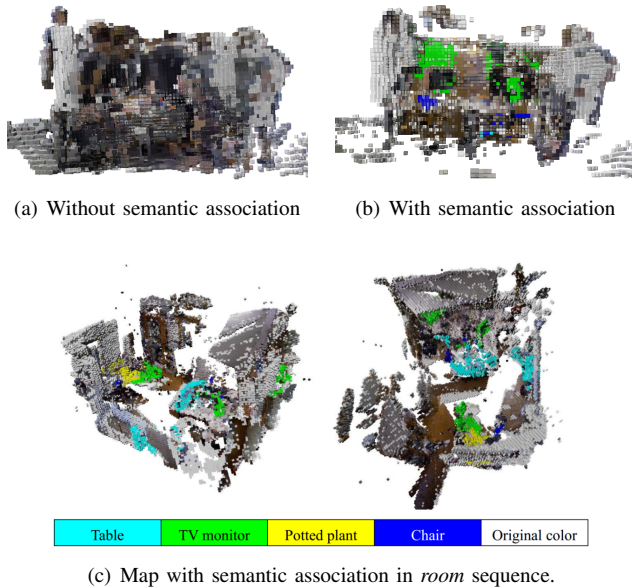 (a) Without semantic association
(b) With semantic association
Table
TV monitor
Potted plant
Chair
Original color
(c) Map with semantic association in room sequence.